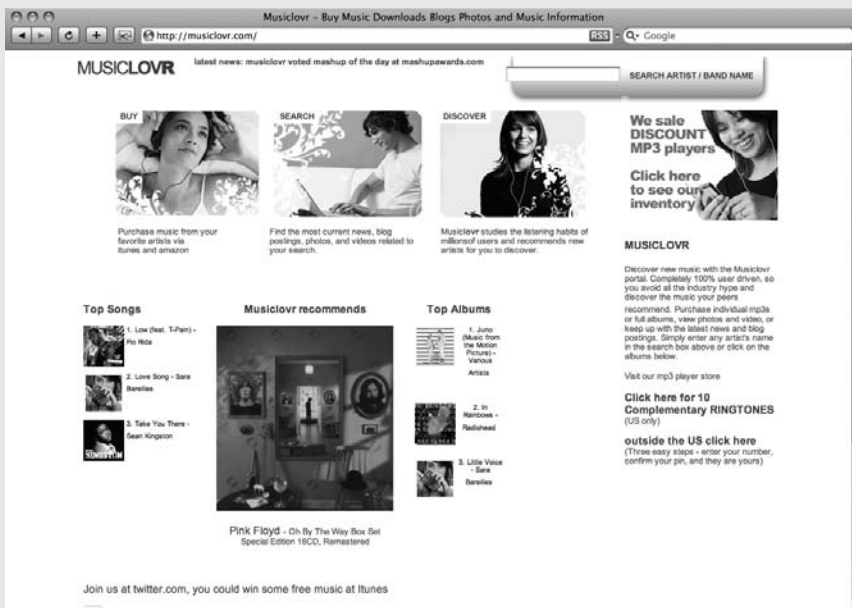 Musiclovr – Buy Music Downloads Blogs Photos and Music Information
http://musiclovr.com/
RSS
Google
MUSICLOVR
latest news: musiclovr voted mashup of the day at mashupawards.com
SEARCH ARTIST / BAND NAME
BUY
SEARCH
DISCOVER
We sale
DISCOUNT
MP3 players
Click here
to see our
inventory
Purchase music from your
favorite artists via
itunes and amazon
Find the most current news, blog
postings, photos, and videos related to
your search.
Musiclovr studies the listening habits of
millionsof users and recommends new
artists for you to discover.
MUSICLOVR
Discover new music with the Musiclovr
portal. Completely 100% user driven, so
you avoid all the industry hype and
discover the music your peers
recommend. Purchase individual mp3s
or full albums, view photos and video, or
keep up with the latest news and blog
postings. Simply enter any artist's name
in the search box above or click on the
albums below.
Visit our mp3 player store
Click here for 10
Complementary RINGTONES
(US only)
outside the US click here
(Three easy steps - enter your number,
confirm your pin, and they are yours)
Top Songs
1. Low (feat. T-Pain) -
Flo Rida
2. Love Song - Sara
Bareilles
3. Take You There -
Sean Kingston
Musiclovr recommends
Pink Floyd - Oh By The Way Box Set
Special Edition 16CD, Remastered
Top Albums
1. Juno
(Music from
the Motion
Picture) -
Various
Artists
2. In
Rainbows -
Radiohead
3. Little Voice
- Sara
Bareilles
Join us at twitter.com, you could win some free music at Itunes